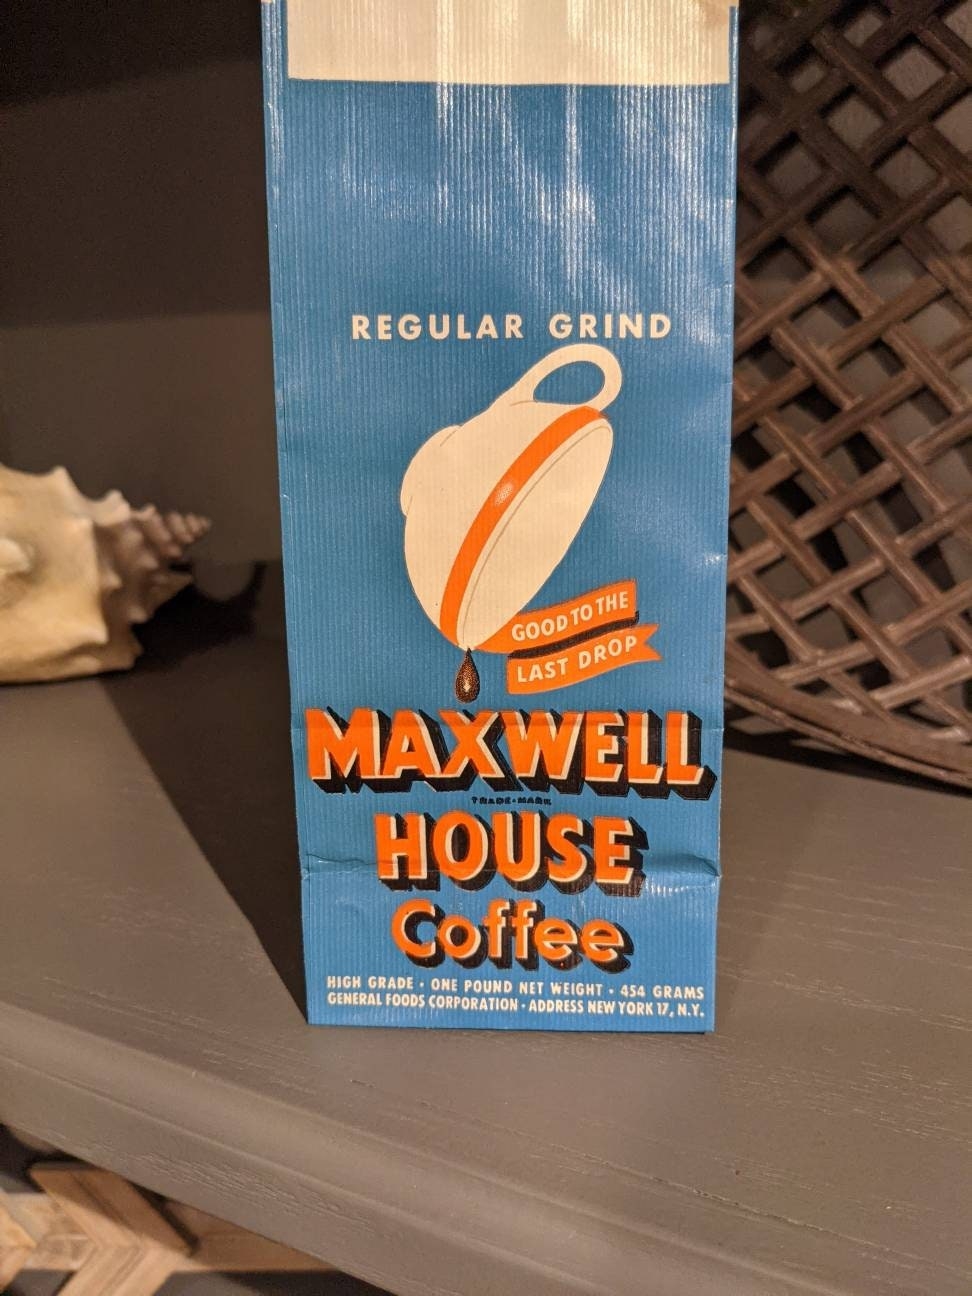 REGULAR GRIND
GOOD TO THE
LAST DROP
MAXWELL
TRADE-MARK
HOUSE
Coffee
HIGH GRADE · ONE POUND NET WEIGHT · 454 GRAMS
GENERAL FOODS CORPORATION · ADDRESS NEW YORK 17, N.Y.